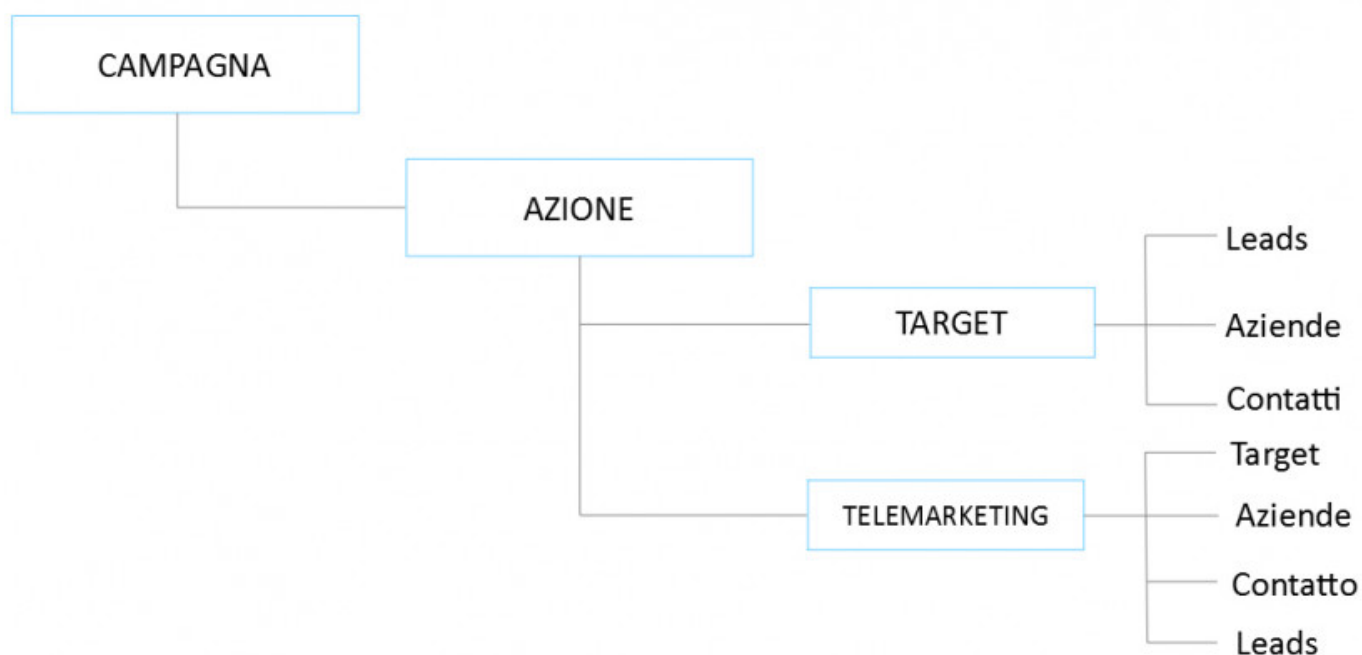 CAMPAGNA
AZIONE
TARGET
Leads
Aziende
Contatti
TELEMARKETING
Target
Aziende
Contatto
Leads